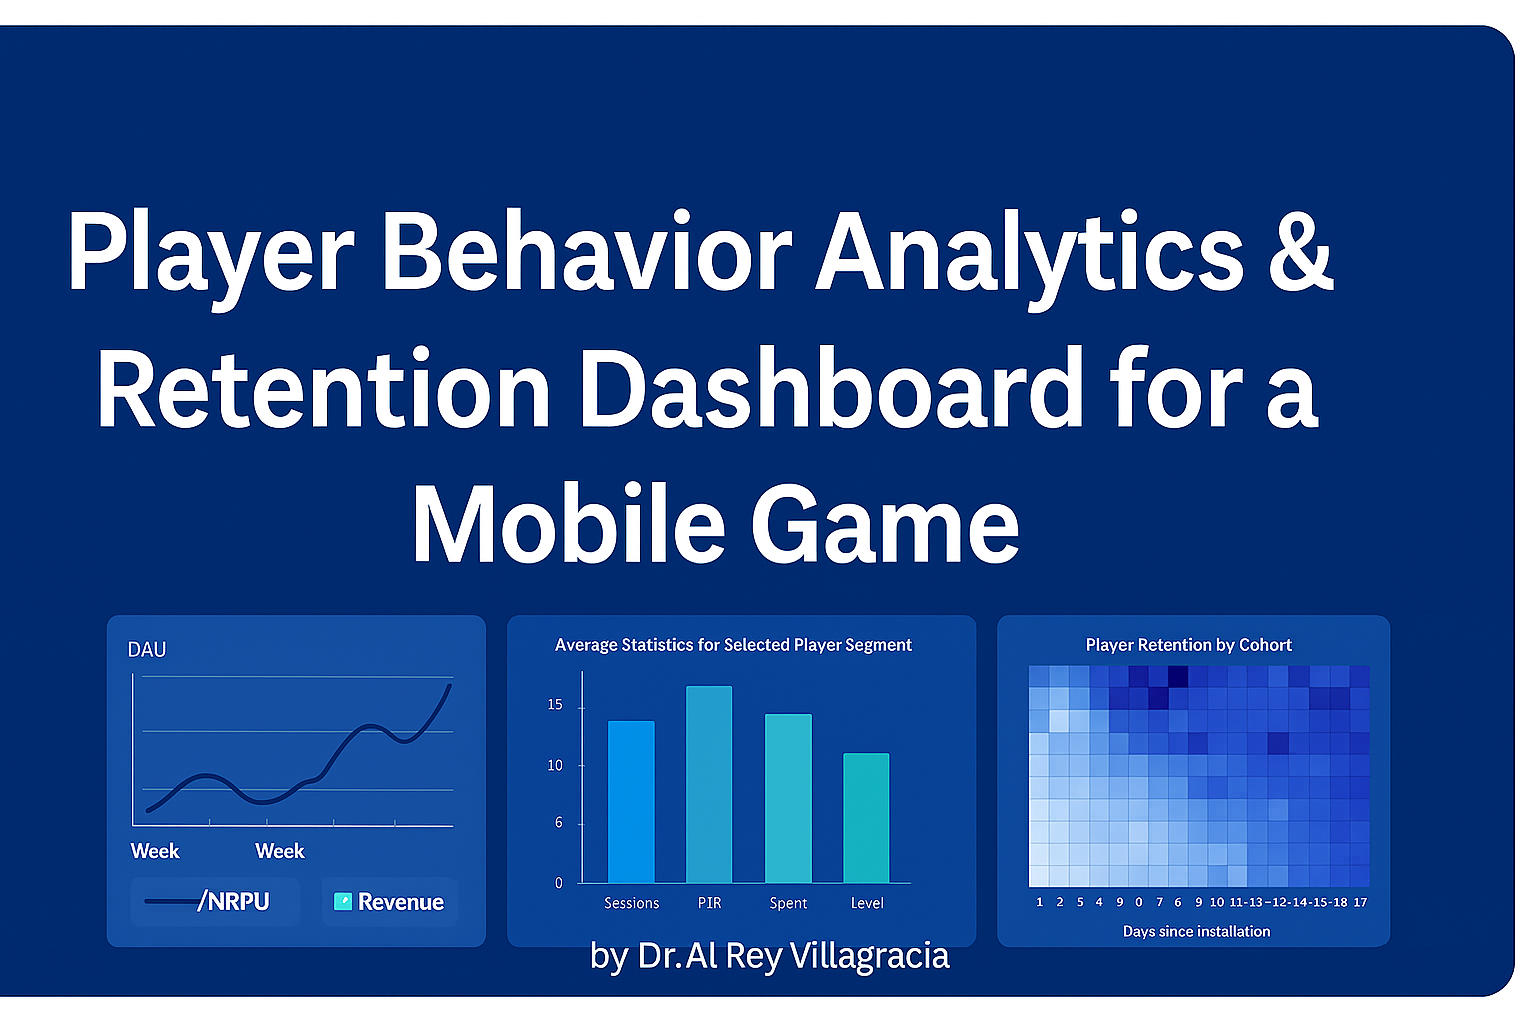 Player Behavior Analytics &
Retention Dashboard for a
Mobile Game
DAU
Week Week
/NRPU Revenue
Average Statistics for Selected Player Segment
15
10
6
0
Sessions PIR Spent Level
Player Retention by Cohort
1 2 5 4 9 0 7 6 9 10 11-13-12-14-15-18 17
Days since installation
by Dr. Al Rey Villagracia